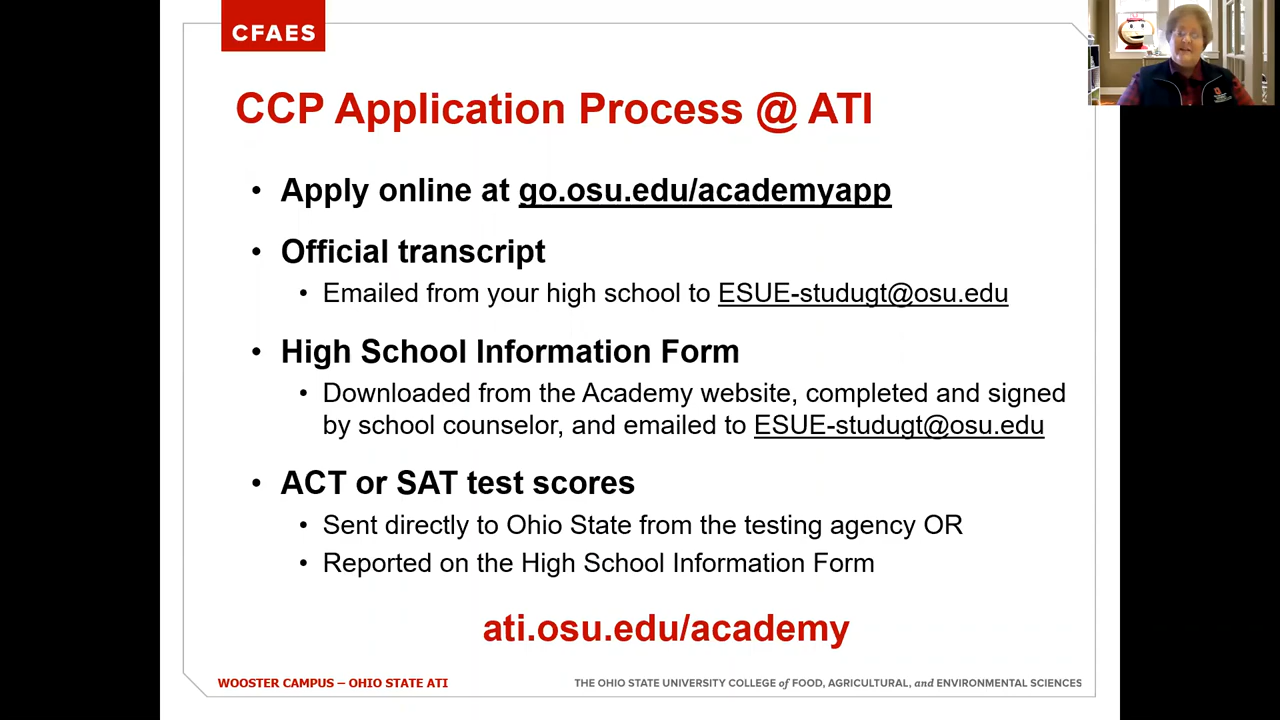 CFAES
CCP Application Process @ ATI
• Apply online at go.osu.edu/academyapp
• Official transcript
• Emailed from your high school to ESUE-studugt@osu.edu
• High School Information Form
• Downloaded from the Academy website, completed and signed
by school counselor, and emailed to ESUE-studugt@osu.edu
• ACT or SAT test scores
• Sent directly to Ohio State from the testing agency OR
• Reported on the High School Information Form
ati.osu.edu/academy
WOOSTER CAMPUS – OHIO STATE ATI
THE OHIO STATE UNIVERSITY COLLEGE of FOOD, AGRICULTURAL, and ENVIRONMENTAL SCIENCES